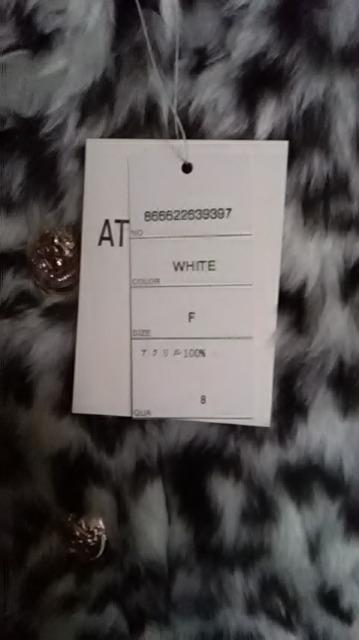 AT
866622639397
NO
WHITE
COLOR
F
SIZE
アクリル100%
8
QUA